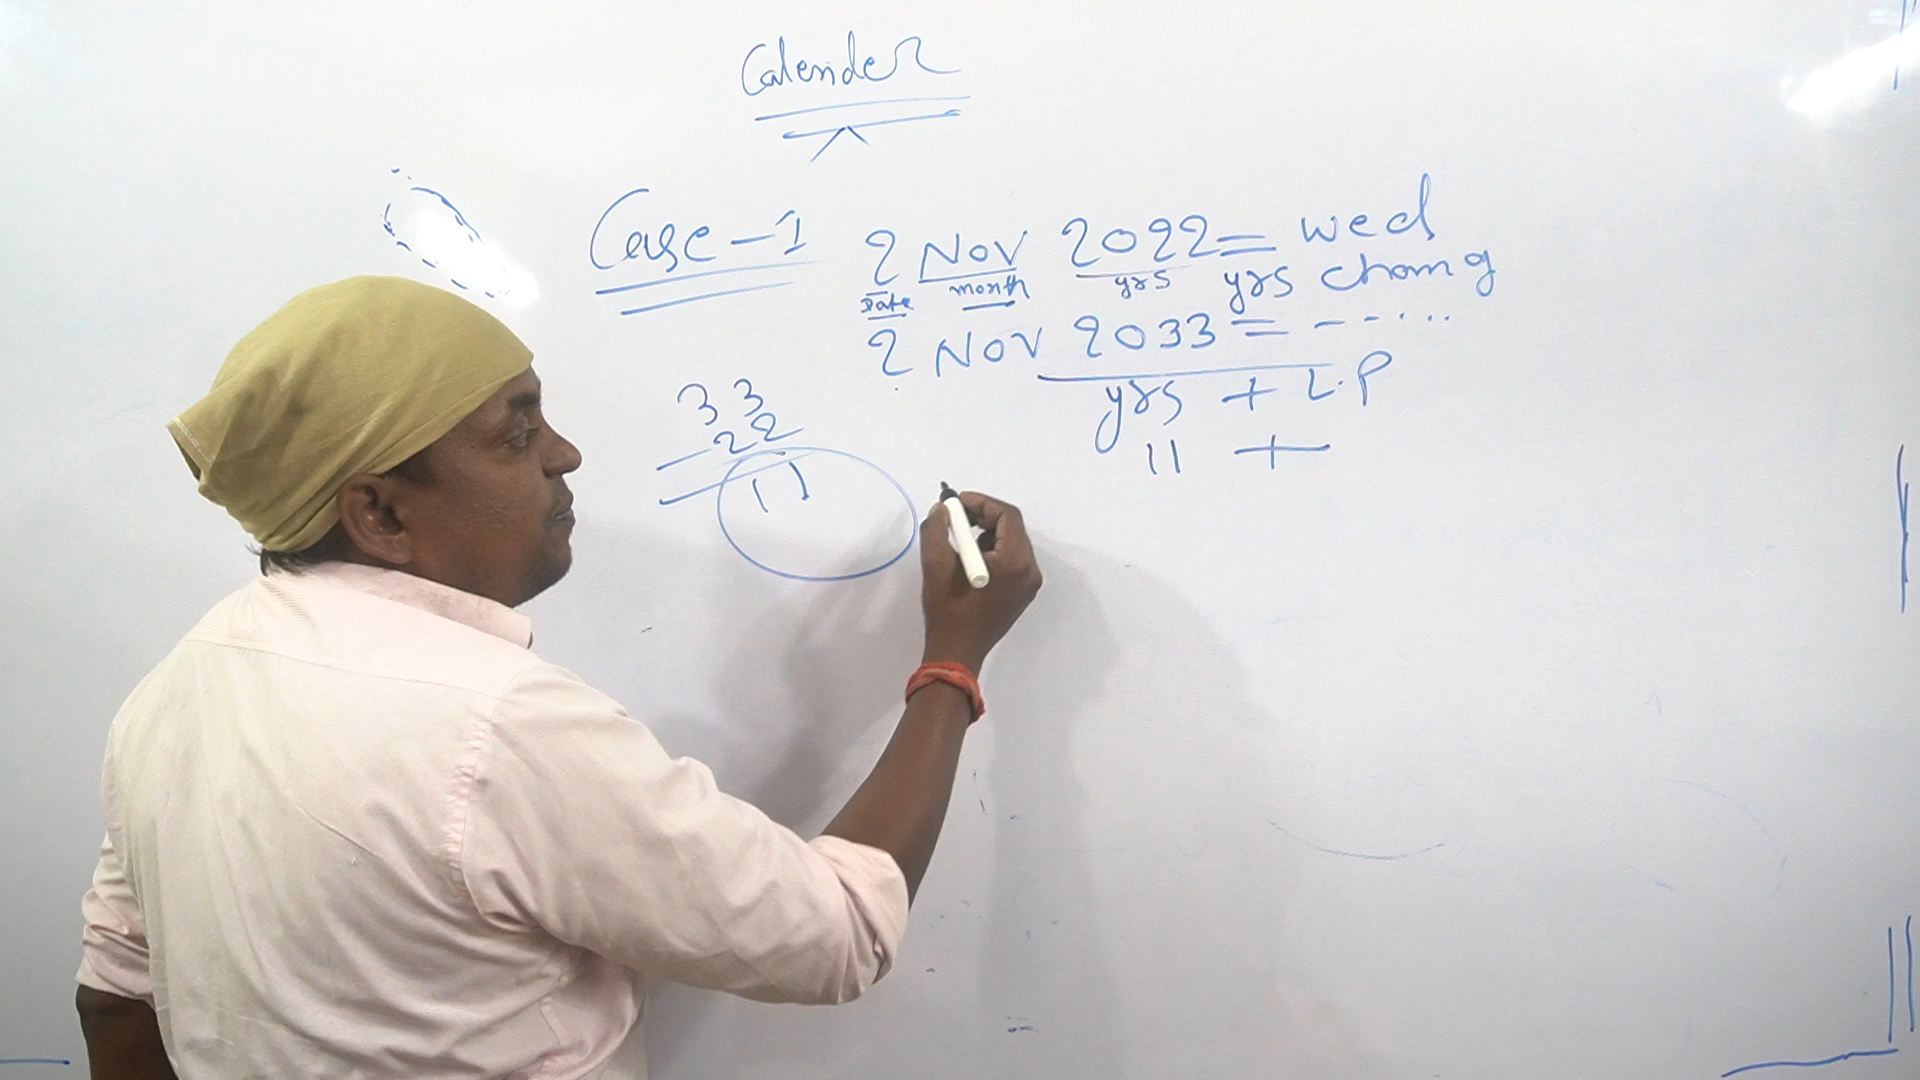 Calender
Case-1
2 Nov 2022 = wed
Date month yrs yrs chang
2 Nov 2033 = - - - - -
yrs + L.P
11 +
33
22
11